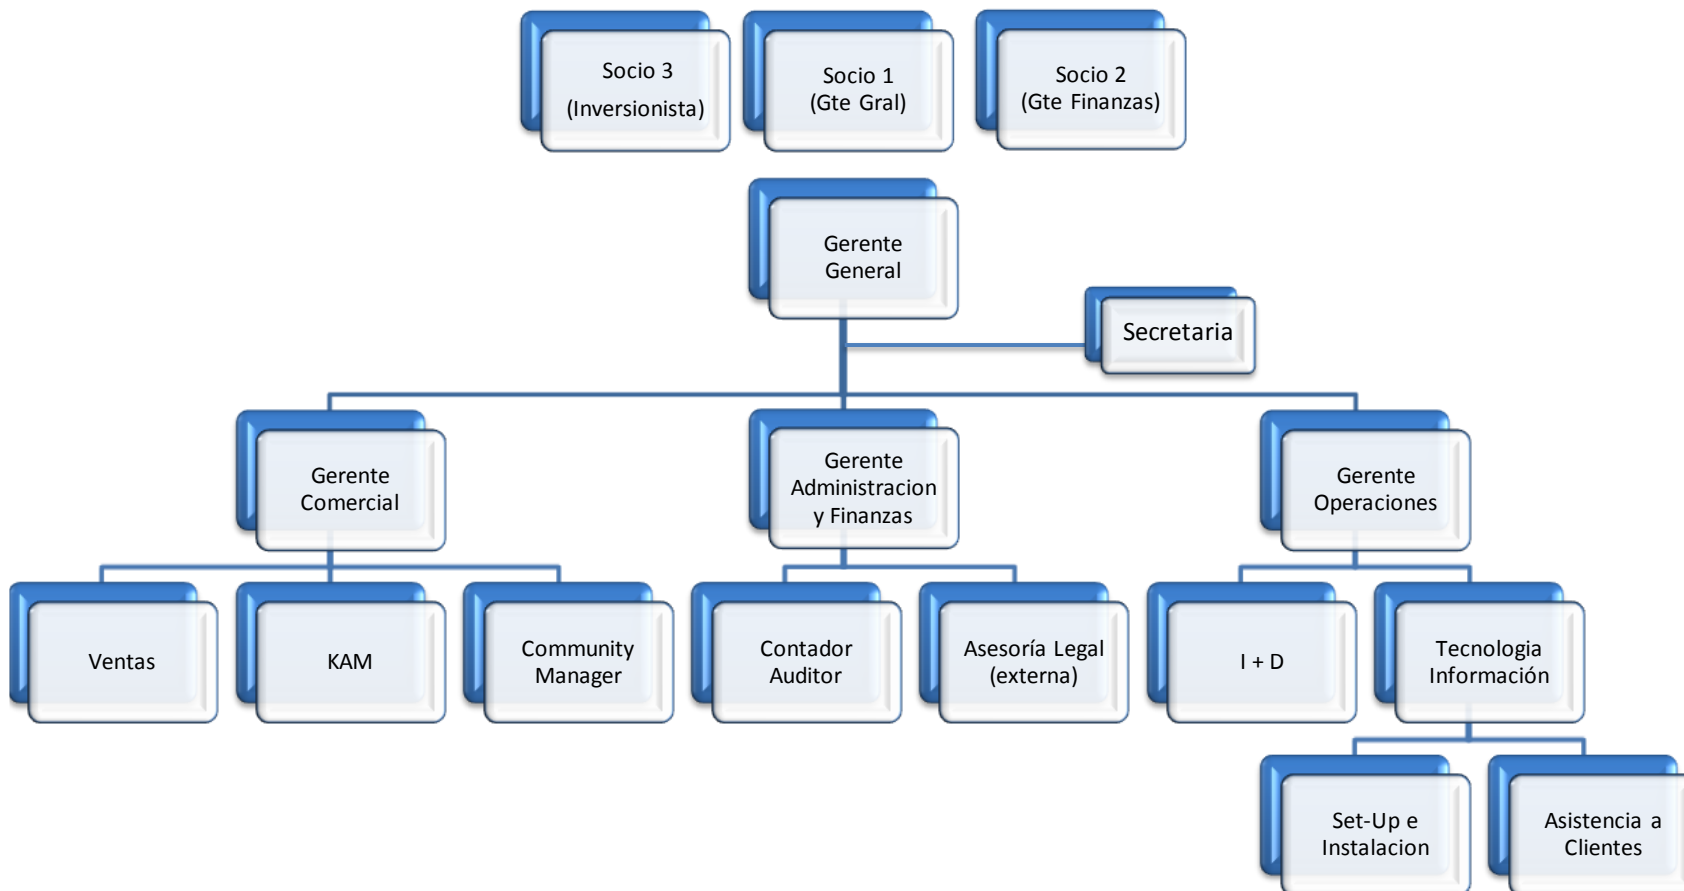 Socio 3
(Inversionista)
Socio 1
(Gte Gral)
Socio 2
(Gte Finanzas)
Gerente
General
Secretaria
Gerente
Comercial
Gerente
Administracion
y Finanzas
Gerente
Operaciones
Ventas
KAM
Community
Manager
Contador
Auditor
Asesoría Legal
(externa)
I + D
Tecnologia
Información
Set-Up e
Instalacion
Asistencia a
Clientes